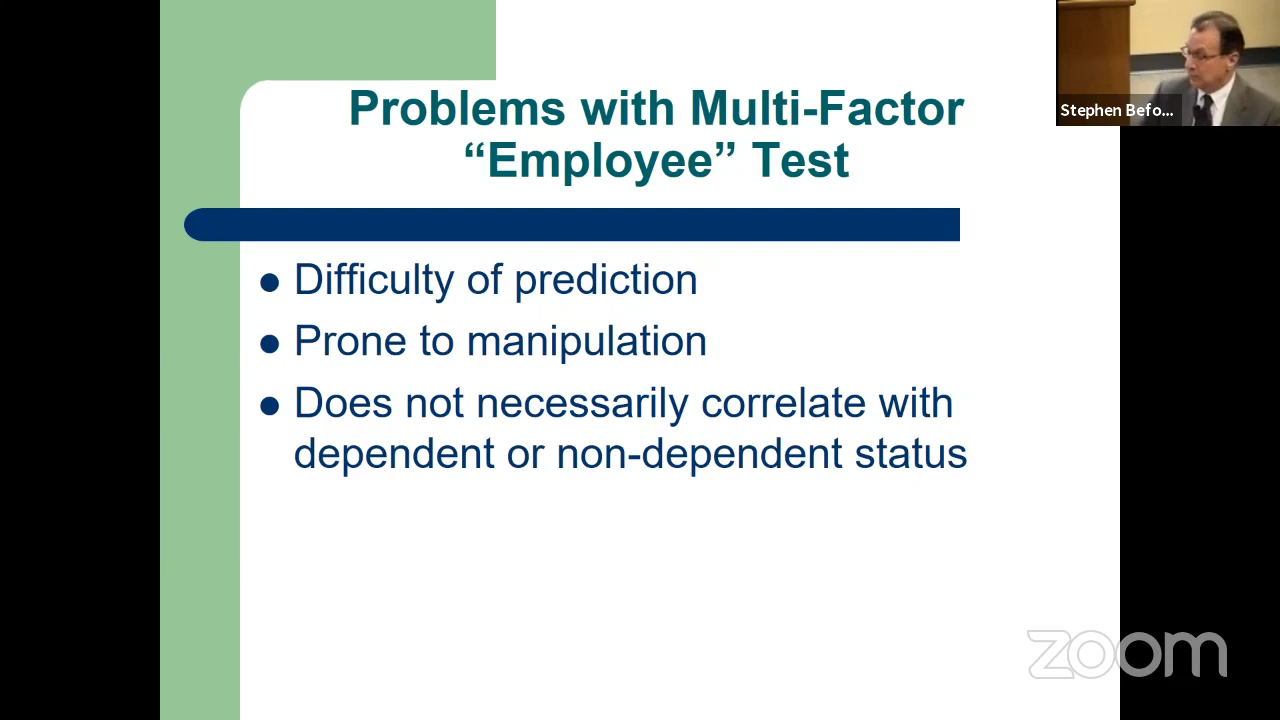 Problems with Multi-Factor
“Employee” Test
Stephen Befo...
Difficulty of prediction
Prone to manipulation
Does not necessarily correlate with
dependent or non-dependent status
zoom